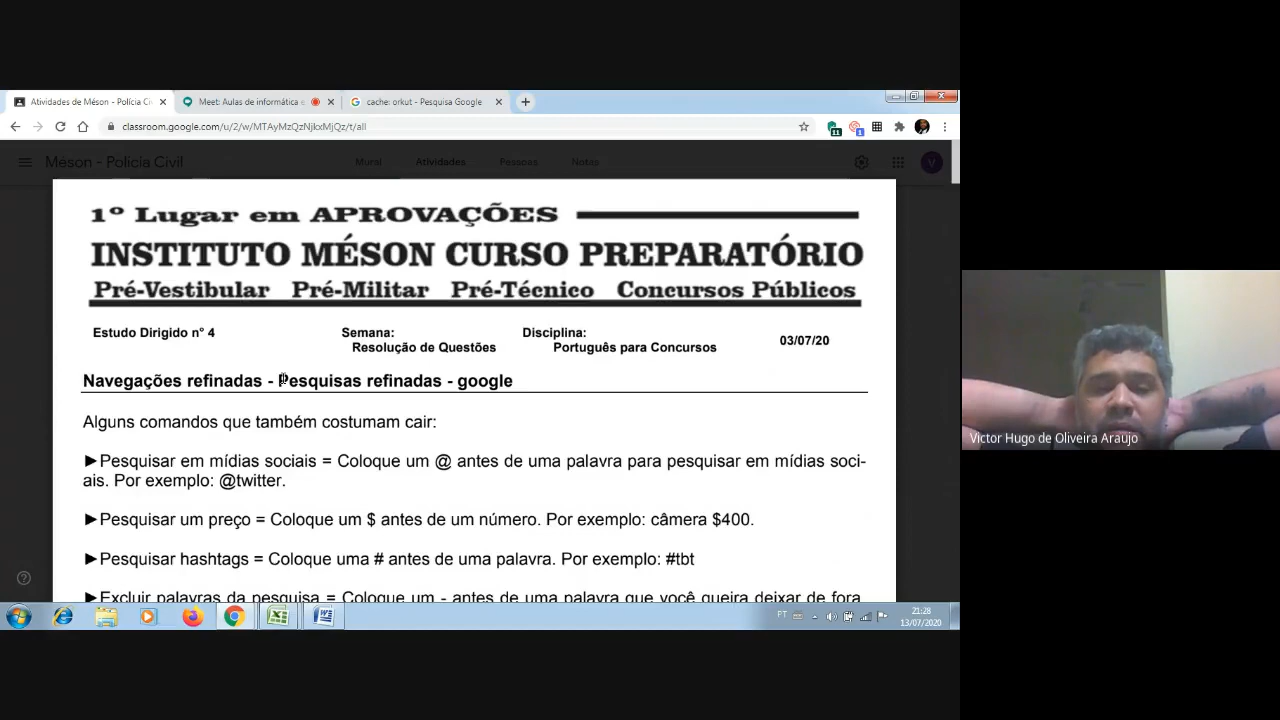 Atividades de Méson - Polícia Ci
Meet: Aulas de informática e
cache: orkut - Pesquisa Google
classroom.google.com/u/2/w/MTAyMzQzNjkxMjQz/t/all
11
1
Méson - Polícia Civil
Mural
Atividades
Pessoas
Notas
V
1º Lugar em APROVAÇÕES
INSTITUTO MÉSON CURSO PREPARATÓRIO
Pré-Vestibular Pré-Militar Pré-Técnico Concursos Públicos
Estudo Dirigido n° 4
Semana:
Resolução de Questões
Disciplina:
Português para Concursos
03/07/20
Navegações refinadas - Pesquisas refinadas - google
Alguns comandos que também costumam cair:
►Pesquisar em mídias sociais = Coloque um @ antes de uma palavra para pesquisar em mídias soci-
ais. Por exemplo: @twitter.
►Pesquisar um preço = Coloque um $ antes de um número. Por exemplo: câmera $400.
►Pesquisar hashtags = Coloque uma # antes de uma palavra. Por exemplo: #tbt
►Excluir palavras da pesquisa = Coloque um - antes de uma palavra que você queira deixar de fora.
PT
21:28
13/07/2020
Victor Hugo de Oliveira Araujo